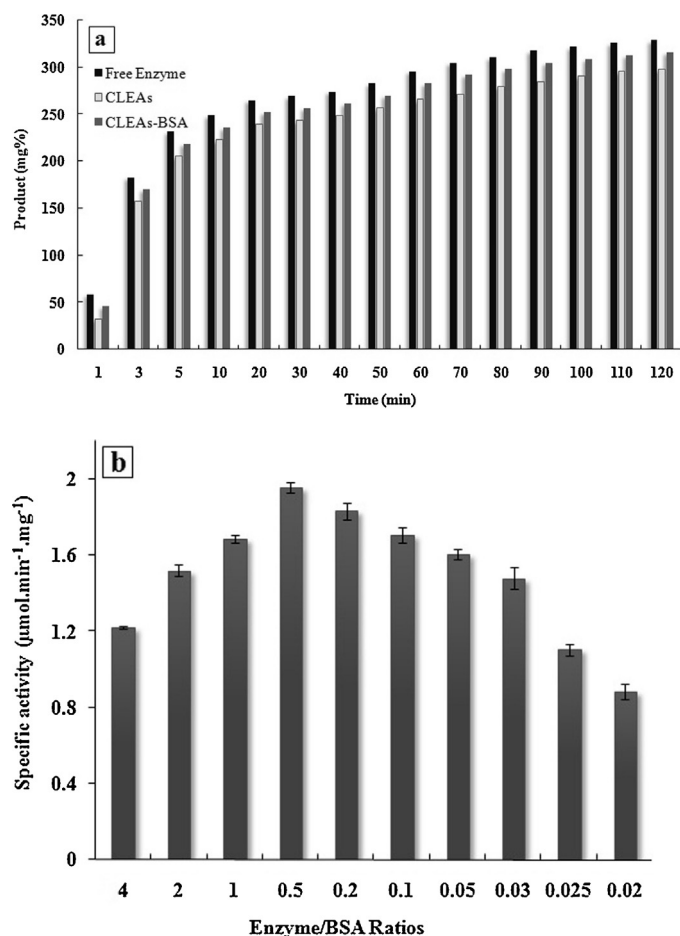 a
350
300
250
200
150
100
50
0
Product (mg%)
Free Enzyme
CLEAs
CLEAs-BSA
1 3 5 10 20 30 40 50 60 70 80 90 100 110 120
Time (min)
b
2
1.6
1.2
0.8
0.4
0
Specific activity (µmol.min⁻¹.mg⁻¹)
4 2 1 0.5 0.2 0.1 0.05 0.03 0.025 0.02
Enzyme/BSA Ratios